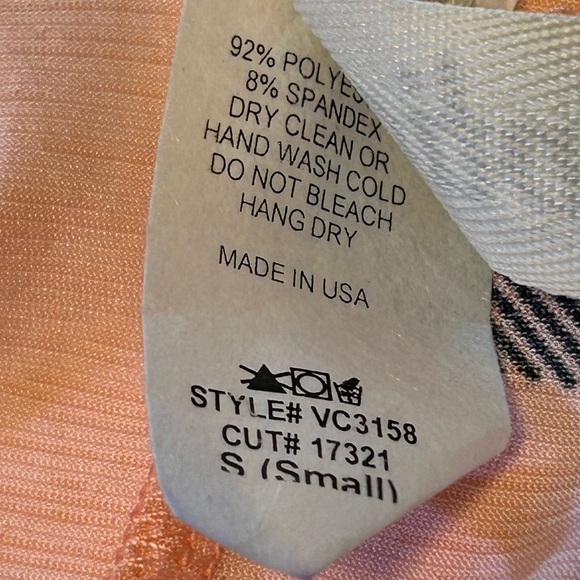 92% POLYES
8% SPANDEX
DRY CLEAN OR
HAND WASH COLD
DO NOT BLEACH
HANG DRY
MADE IN USA
STYLE# VC3158
CUT# 17321
S (Small)